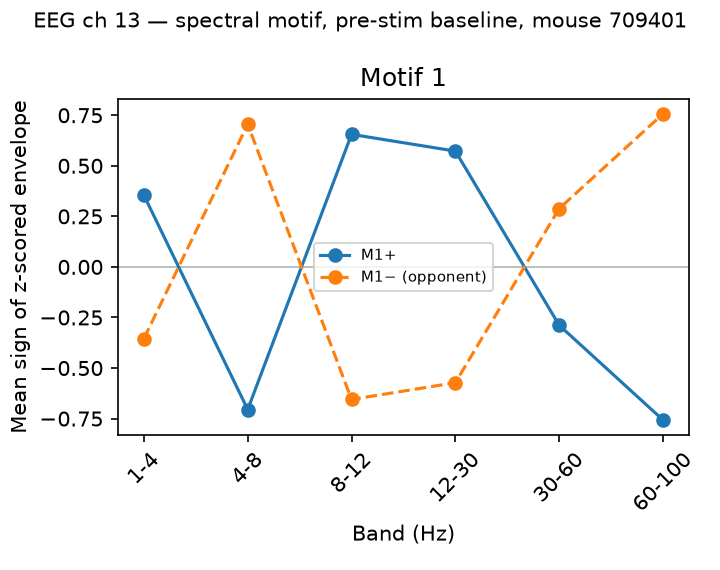 EEG ch 13 — spectral motif, pre-stim baseline, mouse 709401
Motif 1
Mean sign of z-scored envelope
0.75
0.50
0.25
0.00
−0.25
−0.50
−0.75
M1+
M1− (opponent)
1-4
4-8
8-12
12-30
30-60
60-100
Band (Hz)